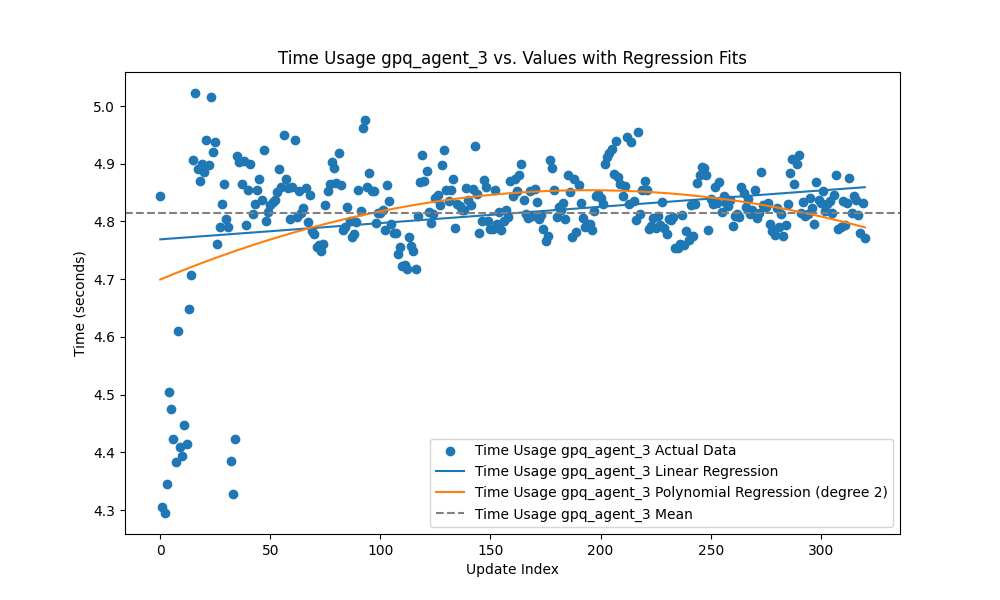 Time Usage gpq_agent_3 vs. Values with Regression Fits
5.0
4.9
4.8
4.7
4.6
4.5
4.4
4.3
Time (seconds)
Time Usage gpq_agent_3 Actual Data
Time Usage gpq_agent_3 Linear Regression
Time Usage gpq_agent_3 Polynomial Regression (degree 2)
Time Usage gpq_agent_3 Mean
0 50 100 150 200 250 300
Update Index